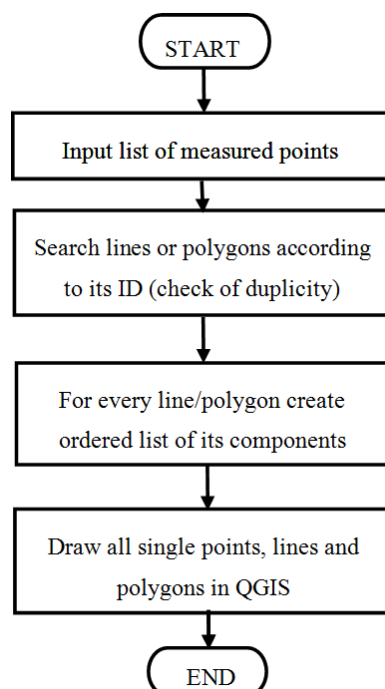 START
Input list of measured points
Search lines or polygons according
to its ID (check of duplicity)
For every line/polygon create
ordered list of its components
Draw all single points, lines and
polygons in QGIS
END